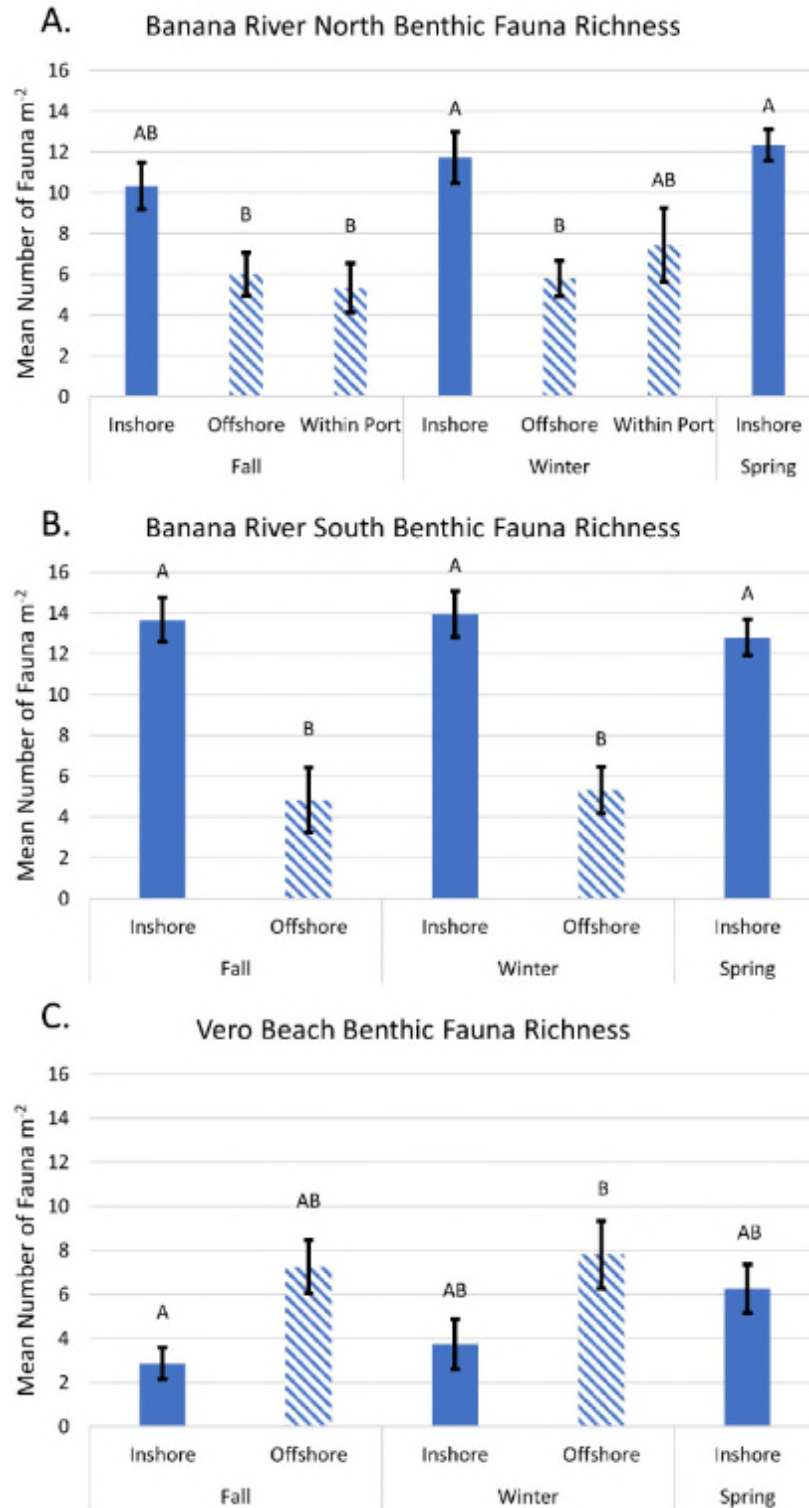 A.
Banana River North Benthic Fauna Richness
Mean Number of Fauna m⁻²
16
14
12
10
8
6
4
2
0
AB
B
B
A
B
AB
A
Inshore Offshore Within Port Inshore Offshore Within Port Inshore
Fall Winter Spring
B.
Banana River South Benthic Fauna Richness
Mean Number of Fauna m⁻²
16
14
12
10
8
6
4
2
0
A
B
A
B
A
Inshore Offshore Inshore Offshore Inshore
Fall Winter Spring
C.
Vero Beach Benthic Fauna Richness
Mean Number of Fauna m⁻²
16
14
12
10
8
6
4
2
0
A
AB
AB
B
AB
Inshore Offshore Inshore Offshore Inshore
Fall Winter Spring